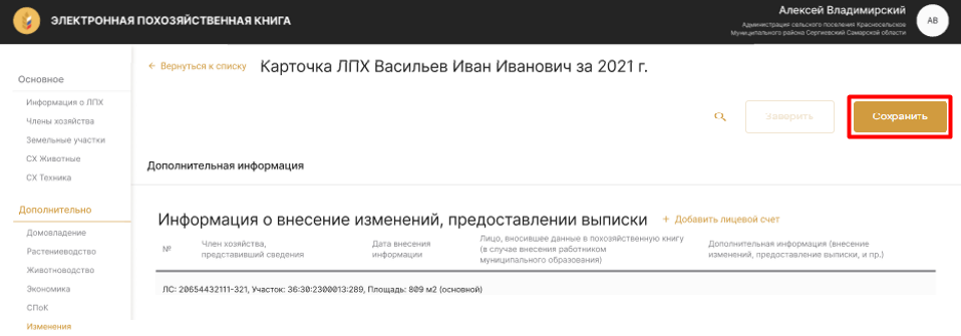 ЭЛЕКТРОННАЯ ПОХОЗЯЙСТВЕННАЯ КНИГА
Алексей Владимирский
Администрация сельского поселения Красносельское
Муниципального района Сергиевский Самарской области
АВ
Основное
Информация о ЛПХ
Члены хозяйства
Земельные участки
СХ Животные
СХ Техника
Дополнительно
Домовладение
Растениеводство
Животноводство
Экономика
СПоК
Изменения
← Вернуться к списку Карточка ЛПХ Васильев Иван Иванович за 2021 г.
Заверить
Сохранить
Дополнительная информация
Информация о внесение изменений, предоставлении выписки + Добавить лицевой счет
№
Член хозяйства,
представивший сведения
Дата внесения
информации
Лицо, вносившее данные в похозяйственную книгу
(в случае внесения работником
муниципального образования)
Дополнительная информация (внесение
изменений, предоставление выписки, и пр.)
ЛС: 20654432111-321, Участок: 36:30:2300013:289, Площадь: 809 м2 (основной)